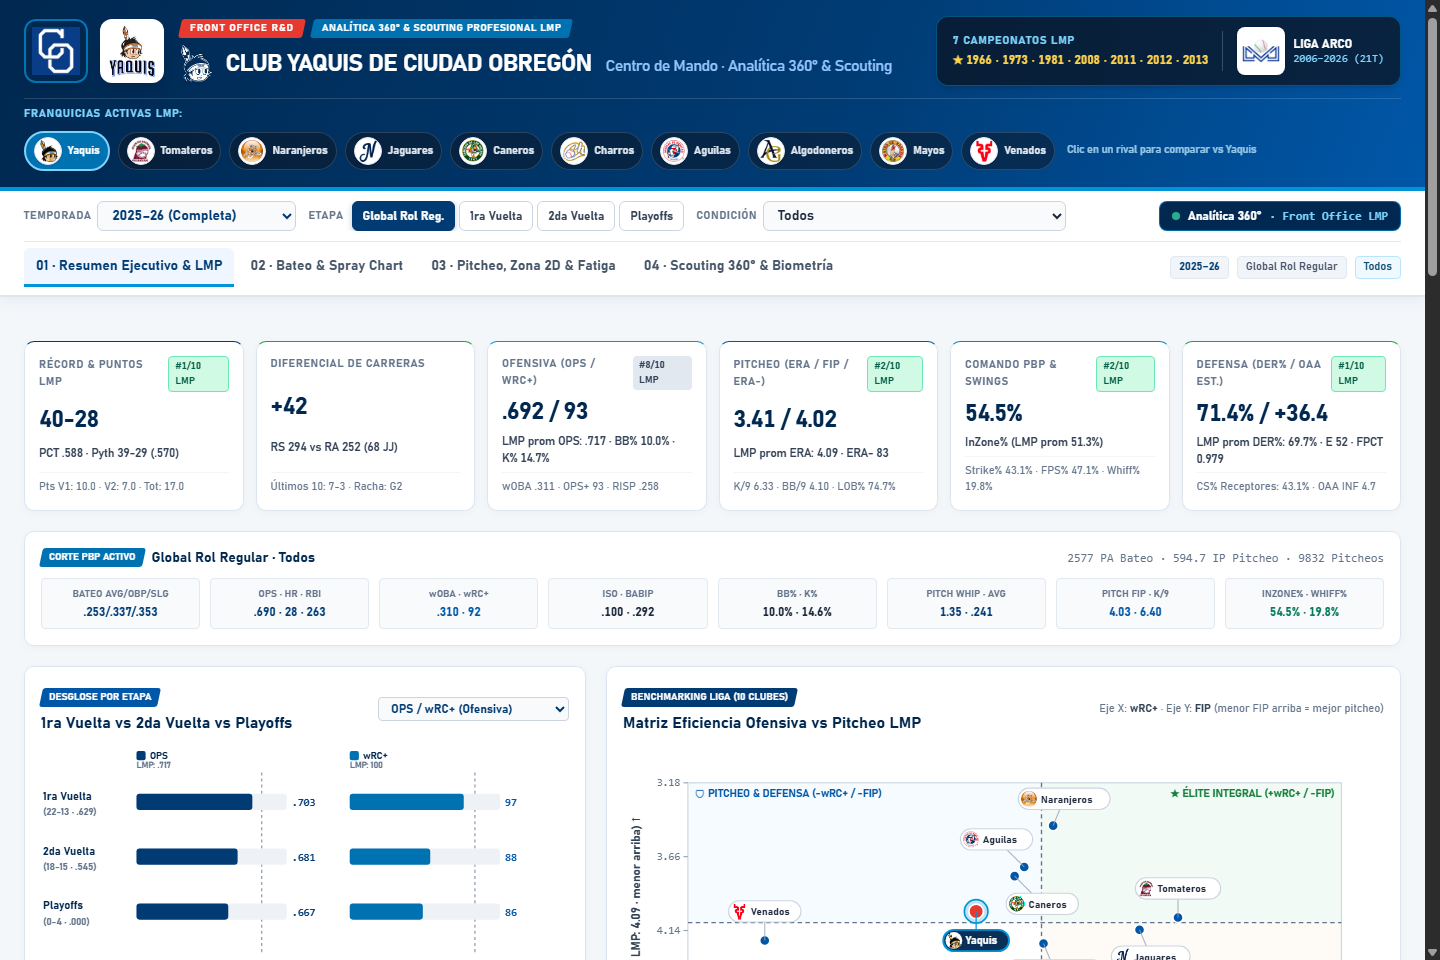 FRONT OFFICE R&D
ANALÍTICA 360° & SCOUTING PROFESIONAL LMP
YAQUIS
CLUB YAQUIS DE CIUDAD OBREGÓN
Centro de Mando · Analítica 360° & Scouting
7 CAMPEONATOS LMP
★ 1966 · 1973 · 1981 · 2008 · 2011 · 2012 · 2013
LIGA ARCO
2006–2026 (21T)
FRANQUICIAS ACTIVAS LMP:
Yaquis
Tomateros
Naranjeros
Jaguares
Caneros
Charros
Aguilas
Algodoneros
Mayos
Venados
Clic en un rival para comparar vs Yaquis
TEMPORADA
2025–26 (Completa)
ETAPA
Global Rol Reg.
1ra Vuelta
2da Vuelta
Playoffs
CONDICIÓN
Todos
Analítica 360° · Front Office LMP
01 · Resumen Ejecutivo & LMP
02 · Bateo & Spray Chart
03 · Pitcheo, Zona 2D & Fatiga
04 · Scouting 360° & Biometría
2025–26
Global Rol Regular
Todos
RÉCORD & PUNTOS LMP
#1/10 LMP
40–28
PCT .588 · Pyth 39–29 (.570)
Pts V1: 10.0 · V2: 7.0 · Tot: 17.0
DIFERENCIAL DE CARRERAS
+42
RS 294 vs RA 252 (68 JJ)
Últimos 10: 7–3 · Racha: G2
OFENSIVA (OPS / WRC+)
#8/10 LMP
.692 / 93
LMP prom OPS: .717 · BB% 10.0% ·
K% 14.7%
wOBA .311 · OPS+ 93 · RISP .258
PITCHEO (ERA / FIP / ERA-)
#2/10 LMP
3.41 / 4.02
LMP prom ERA: 4.09 · ERA- 83
K/9 6.33 · BB/9 4.10 · LOB% 74.7%
COMANDO PBP & SWINGS
#2/10 LMP
54.5%
InZone% (LMP prom 51.3%)
Strike% 43.1% · FPS% 47.1% · Whiff%
19.8%
DEFENSA (DER% / OAA EST.)
#1/10 LMP
71.4% / +36.4
LMP prom DER%: 69.7% · E 52 · FPCT
0.979
CS% Receptores: 43.1% · OAA INF 4.7
CORTE PBP ACTIVO
Global Rol Regular · Todos
2577 PA Bateo · 594.7 IP Pitcheo · 9832 Pitcheos
BATEO AVG/OBP/SLG
.253/.337/.353
OPS · HR · RBI
.690 · 28 · 263
wOBA · wRC+
.310 · 92
ISO · BABIP
.100 · .292
BB% · K%
10.0% · 14.6%
PITCH WHIP · AVG
1.35 · .241
PITCH FIP · K/9
4.03 · 6.40
INZONE% · WHIFF%
54.5% · 19.8%
DESGLOSE POR ETAPA
1ra Vuelta vs 2da Vuelta vs Playoffs
OPS / wRC+ (Ofensiva)
OPS
LMP: .717
wRC+
LMP: 100
1ra Vuelta
(22–13 · .629)
.703
97
2da Vuelta
(18–15 · .545)
.681
88
Playoffs
(0–4 · .000)
.667
86
BENCHMARKING LIGA (10 CLUBES)
Matriz Eficiencia Ofensiva vs Pitcheo LMP
Eje X: wRC+ · Eje Y: FIP (menor FIP arriba = mejor pitcheo)
3.18
PITCHEO & DEFENSA (-wRC+ / -FIP)
★ ÉLITE INTEGRAL (+wRC+ / -FIP)
Naranjeros
Aguilas
3.66
Tomateros
Caneros
Venados
Yaquis
4.14
Jaguares
LMP: 4.09 · menor arriba) ↑